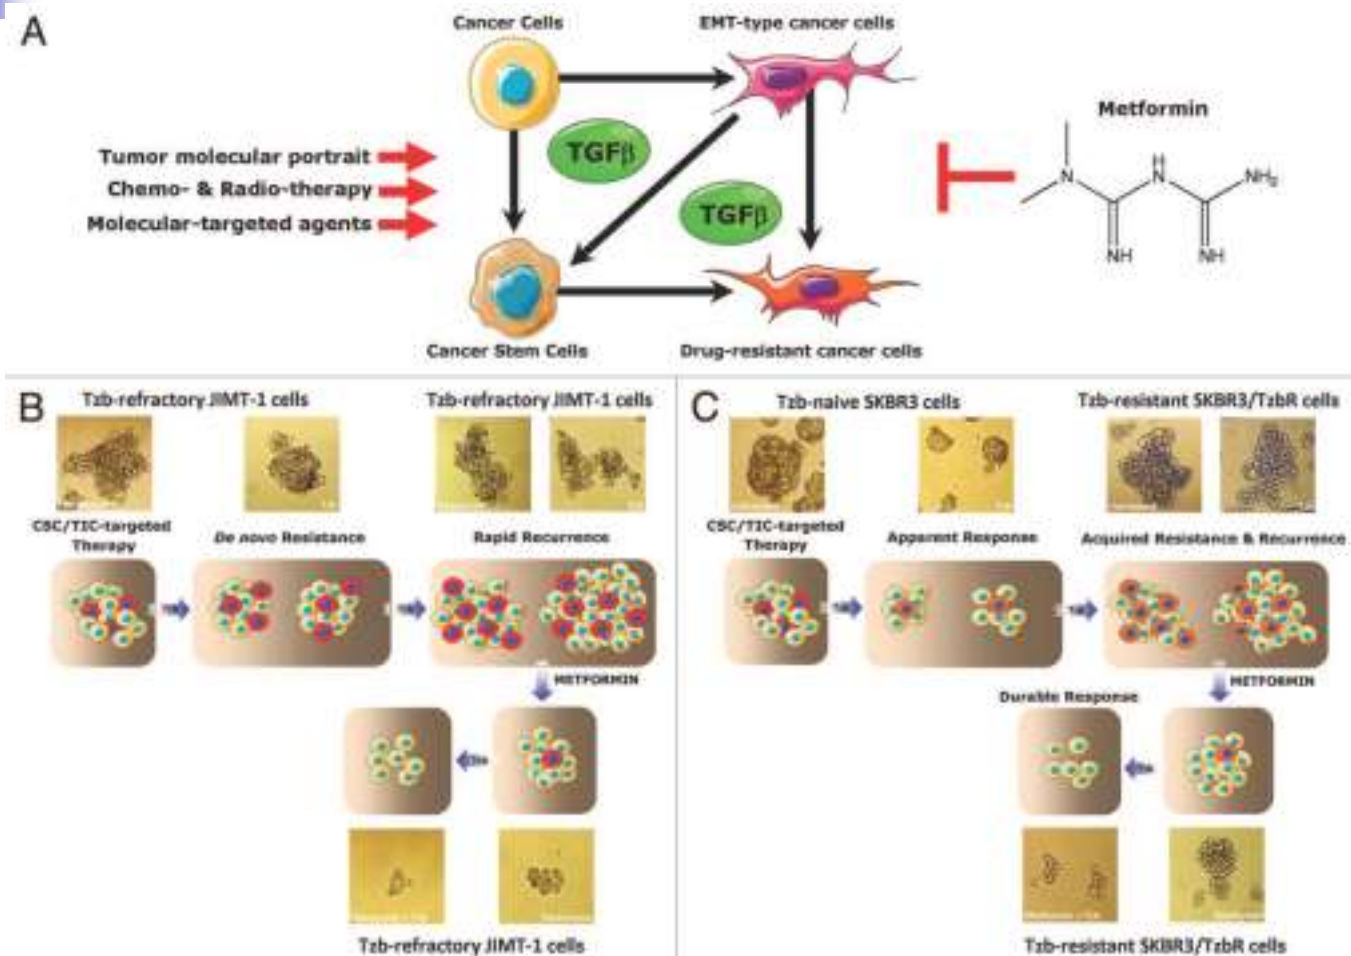 A
Cancer Cells
EMT-type cancer cells
TGFβ
TGFβ
Tumor molecular portrait
Chemo- & Radio-therapy
Molecular-targeted agents
Metformin
N
H
N
NH₂
NH
NH
Cancer Stem Cells
Drug-resistant cancer cells
B
Tzb-refractory JIMT-1 cells
Tzb-refractory JIMT-1 cells
CSC/TIC-targeted
Therapy
De novo Resistance
Rapid Recurrence
METFORMIN
Tzb-refractory JIMT-1 cells
C
Tzb-naive SKBR3 cells
Tzb-resistant SKBR3/TzbR cells
CSC/TIC-targeted
Therapy
Apparent Response
Acquired Resistance & Recurrence
METFORMIN
Durable Response
Tzb-resistant SKBR3/TzbR cells